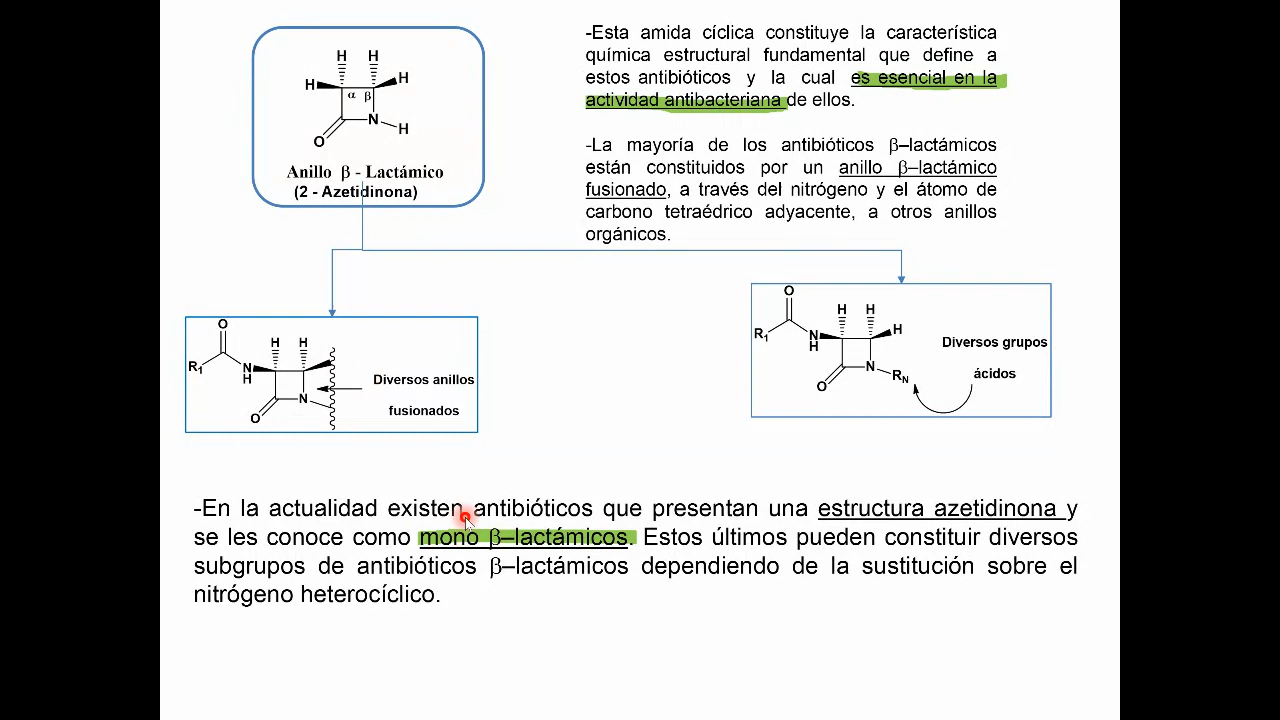 H H
H H
α β
O N H
Anillo β - Lactámico
(2 - Azetidinona)
-Esta amida cíclica constituye la característica
química estructural fundamental que define a
estos antibióticos y la cual es esencial en la
actividad antibacteriana de ellos.
-La mayoría de los antibióticos β–lactámicos
están constituidos por un anillo β–lactámico
fusionado, a través del nitrógeno y el átomo de
carbono tetraédrico adyacente, a otros anillos
orgánicos.
O
H H
R1 N
H
O N
Diversos anillos
fusionados
O
H H
R1 N H
H
O N RN
Diversos grupos
ácidos
-En la actualidad existen antibióticos que presentan una estructura azetidinona y
se les conoce como mono β–lactámicos. Estos últimos pueden constituir diversos
subgrupos de antibióticos β–lactámicos dependiendo de la sustitución sobre el
nitrógeno heterocíclico.